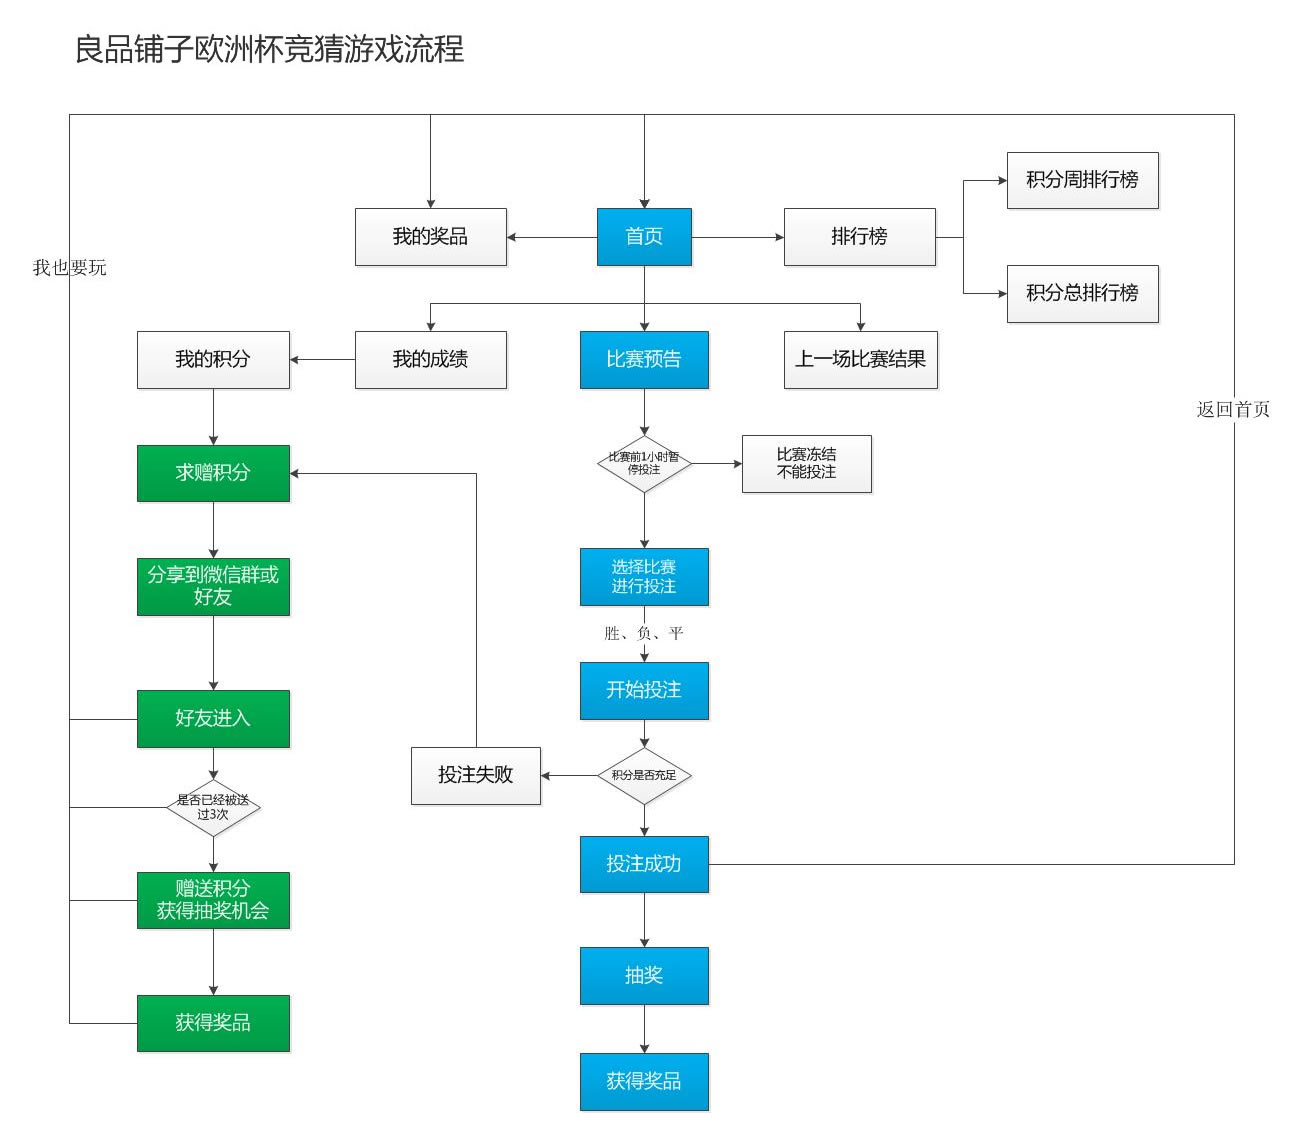 良品铺子欧洲杯竞猜游戏流程
积分周排行榜
我的奖品
首页
排行榜
我也要玩
积分总排行榜
我的积分
我的成绩
比赛预告
上一场比赛结果
返回首页
比赛前1小时暂
停投注
比赛冻结
不能投注
求赠积分
分享到微信群或
好友
选择比赛
进行投注
胜、负、平
开始投注
好友进入
投注失败
积分是否充足
是否已经被送
过3次
投注成功
赠送积分
获得抽奖机会
抽奖
获得奖品
获得奖品